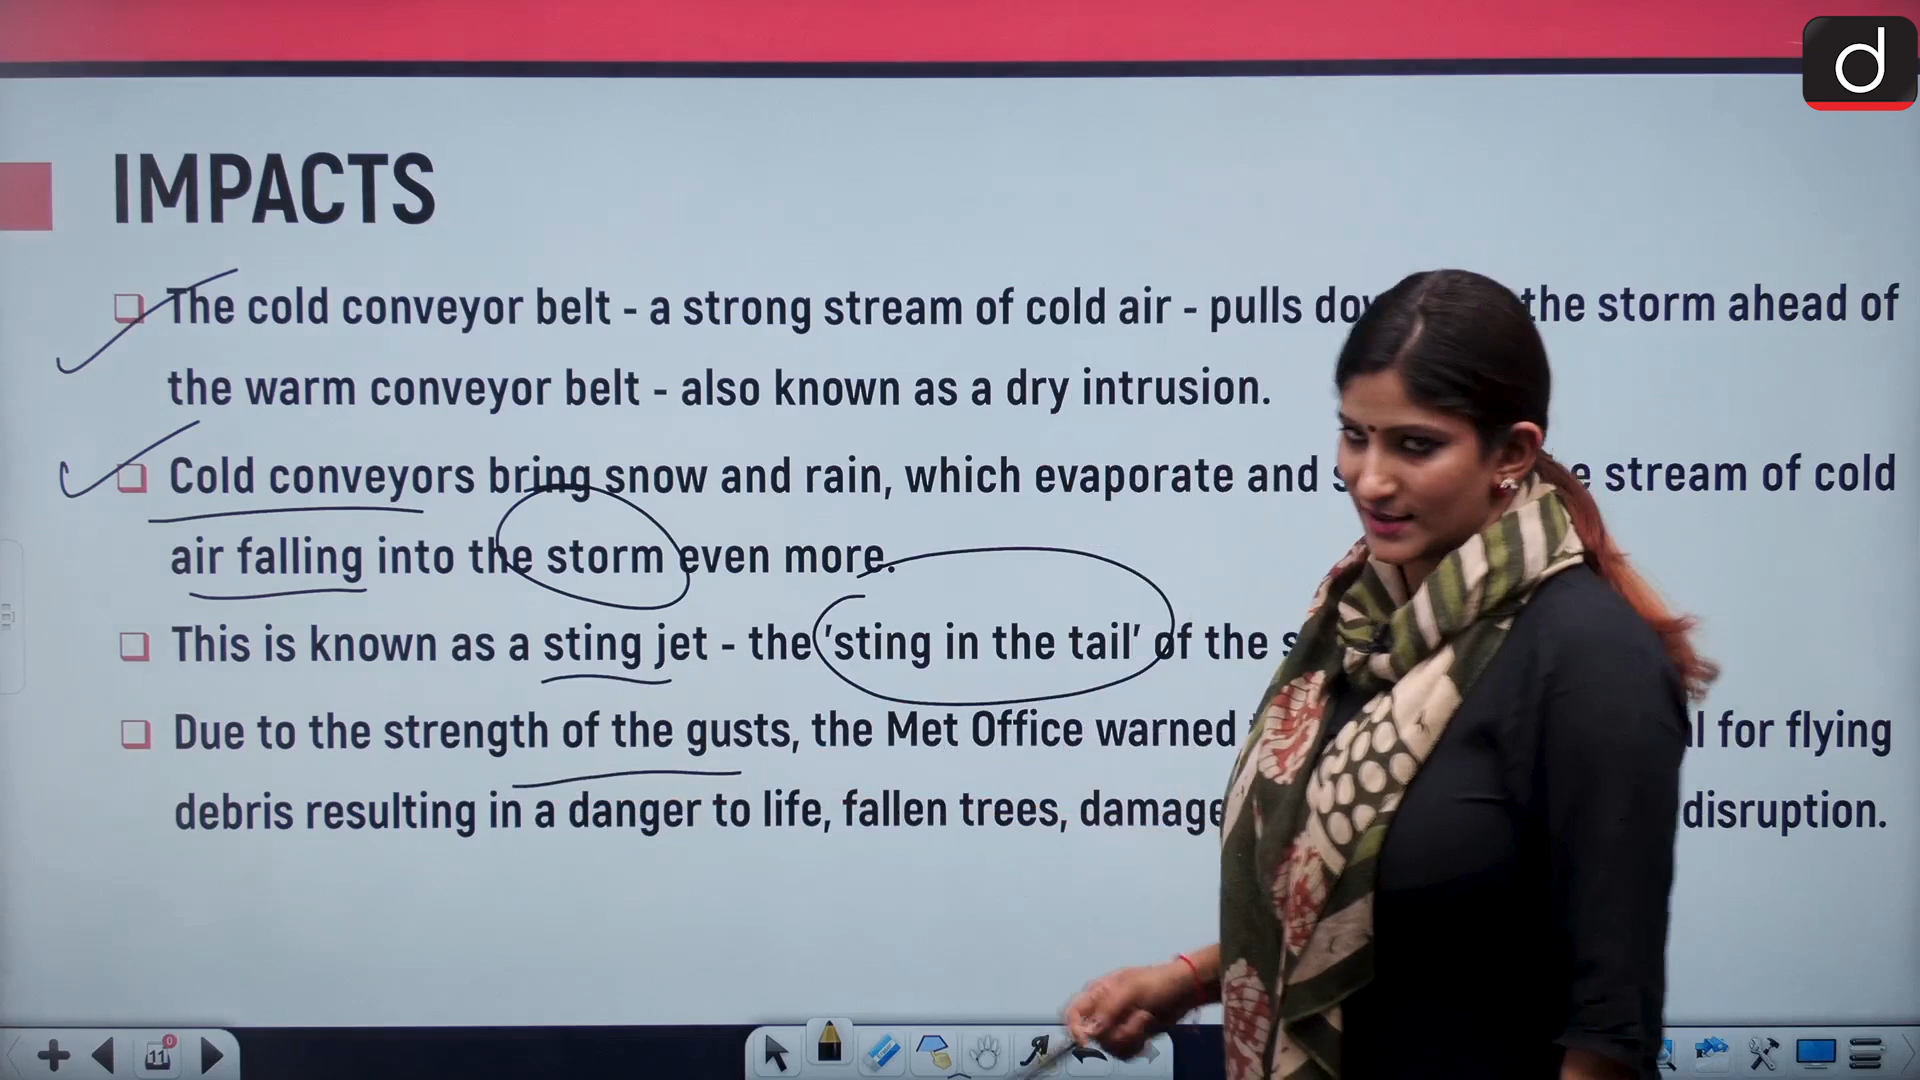 d
IMPACTS
The cold conveyor belt - a strong stream of cold air - pulls the storm ahead of
the warm conveyor belt - also known as a dry intrusion.
Cold conveyors bring snow and rain, which evaporate and stream of cold
air falling into the storm even more.
This is known as a sting jet - the 'sting in the tail' of the
Due to the strength of the gusts, the Met Office warned for flying
debris resulting in a danger to life, fallen trees, damage disruption.
11
0